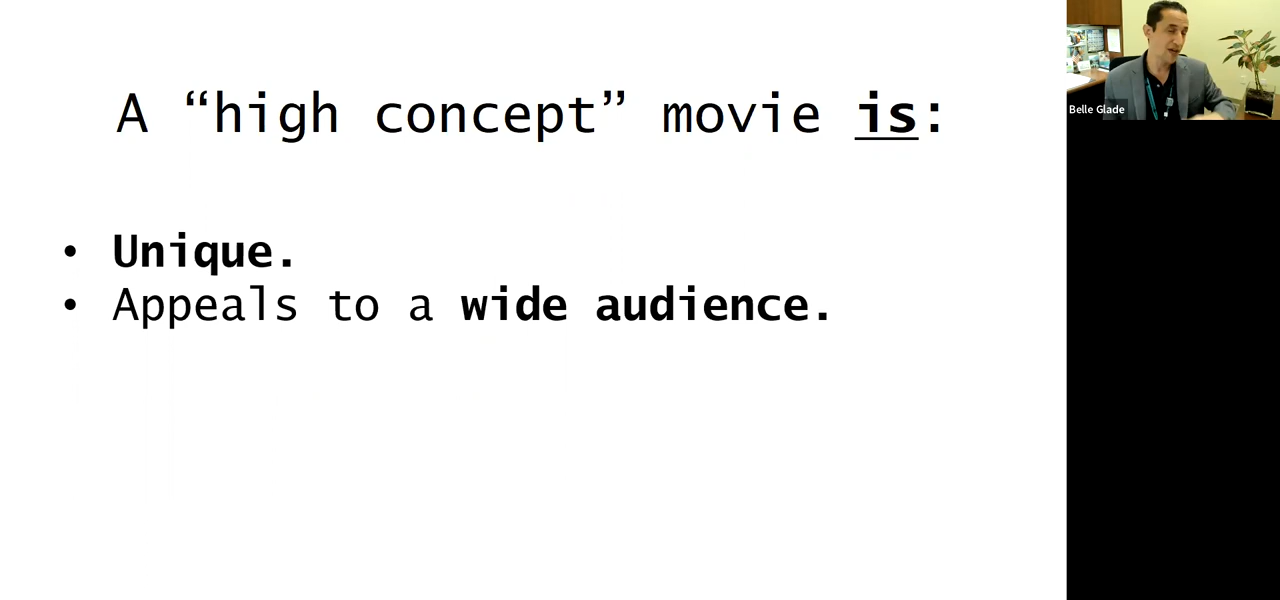 A “high concept” movie is:
• Unique.
• Appeals to a wide audience.
Belle Glade